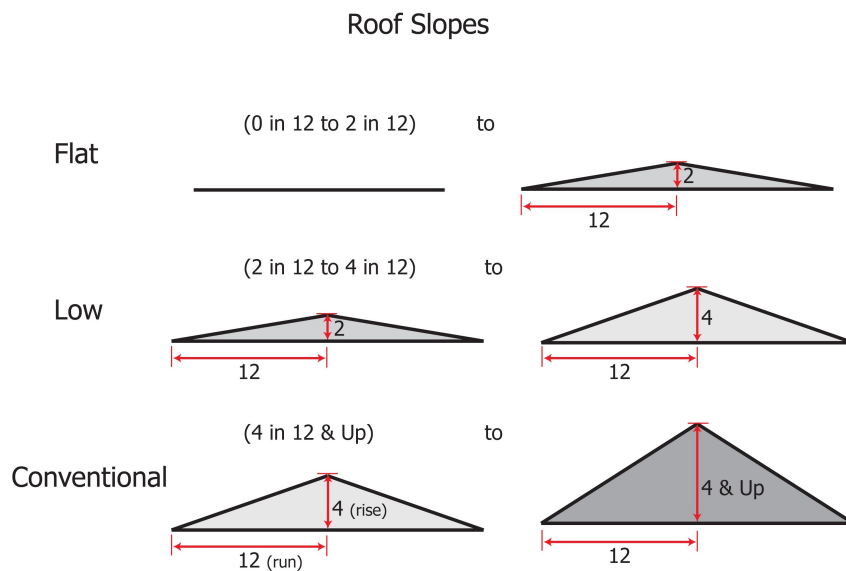 Roof Slopes
(0 in 12 to 2 in 12) to
Flat
2
12
(2 in 12 to 4 in 12) to
Low
2
4
12
12
(4 in 12 & Up) to
Conventional
4 (rise)
4 & Up
12 (run)
12